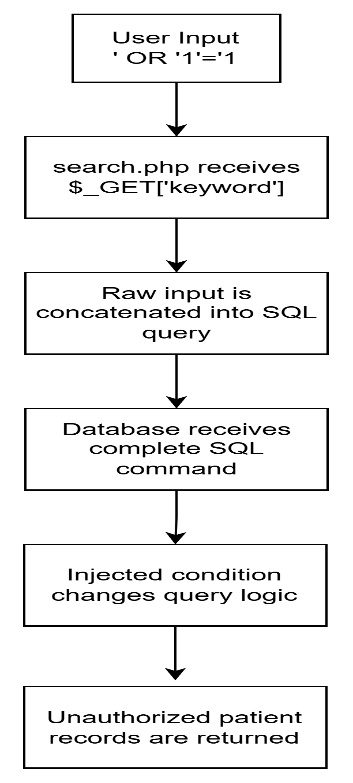 User Input
' OR '1'='1
search.php receives
$_GET['keyword']
Raw input is
concatenated into SQL
query
Database receives
complete SQL
command
Injected condition
changes query logic
Unauthorized patient
records are returned